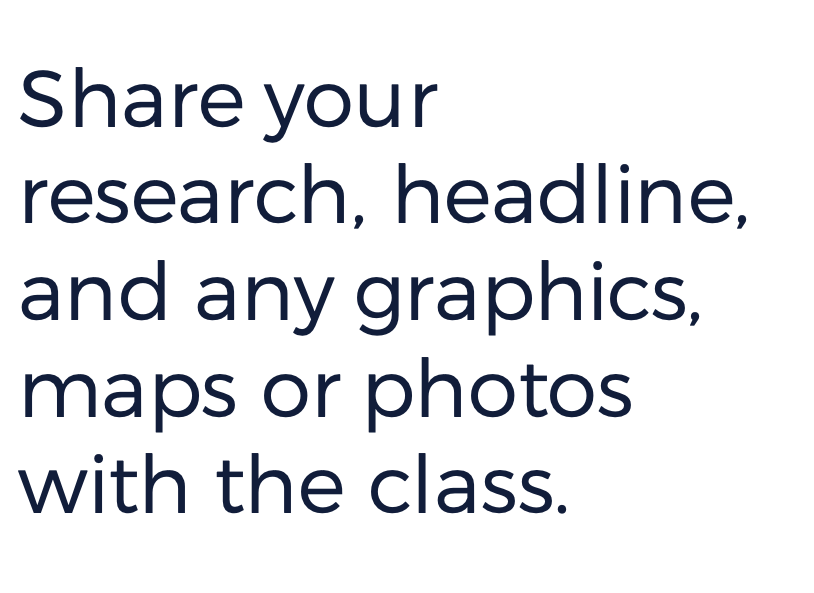 Share your
research, headline,
and any graphics,
maps or photos
with the class.